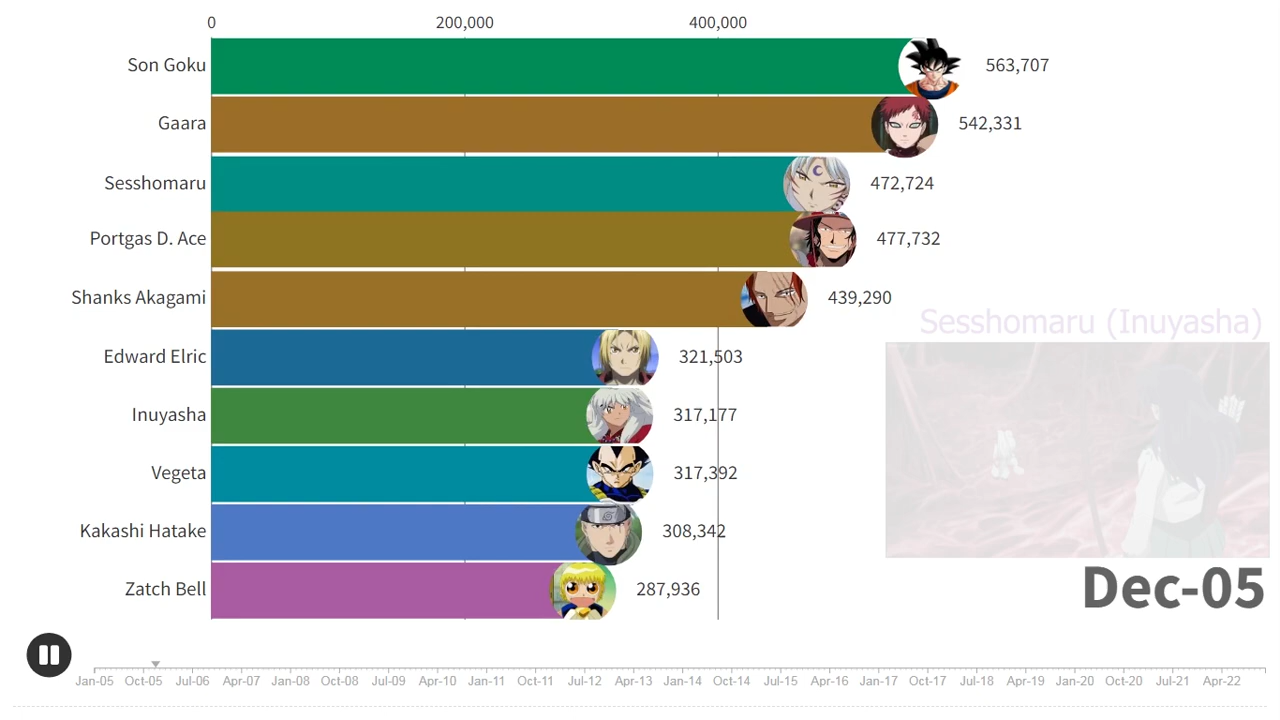 0 200,000 400,000
Son Goku 563,707
Gaara 542,331
Sesshomaru 472,724
Portgas D. Ace 477,732
Shanks Akagami 439,290
Sesshomaru (Inuyasha)
Edward Elric 321,503
Inuyasha 317,177
Vegeta 317,392
Kakashi Hatake 308,342
Zatch Bell 287,936
Dec-05
Jan-05 Oct-05 Jul-06 Apr-07 Jan-08 Oct-08 Jul-09 Apr-10 Jan-11 Oct-11 Jul-12 Apr-13 Jan-14 Oct-14 Jul-15 Apr-16 Jan-17 Oct-17 Jul-18 Apr-19 Jan-20 Oct-20 Jul-21 Apr-22